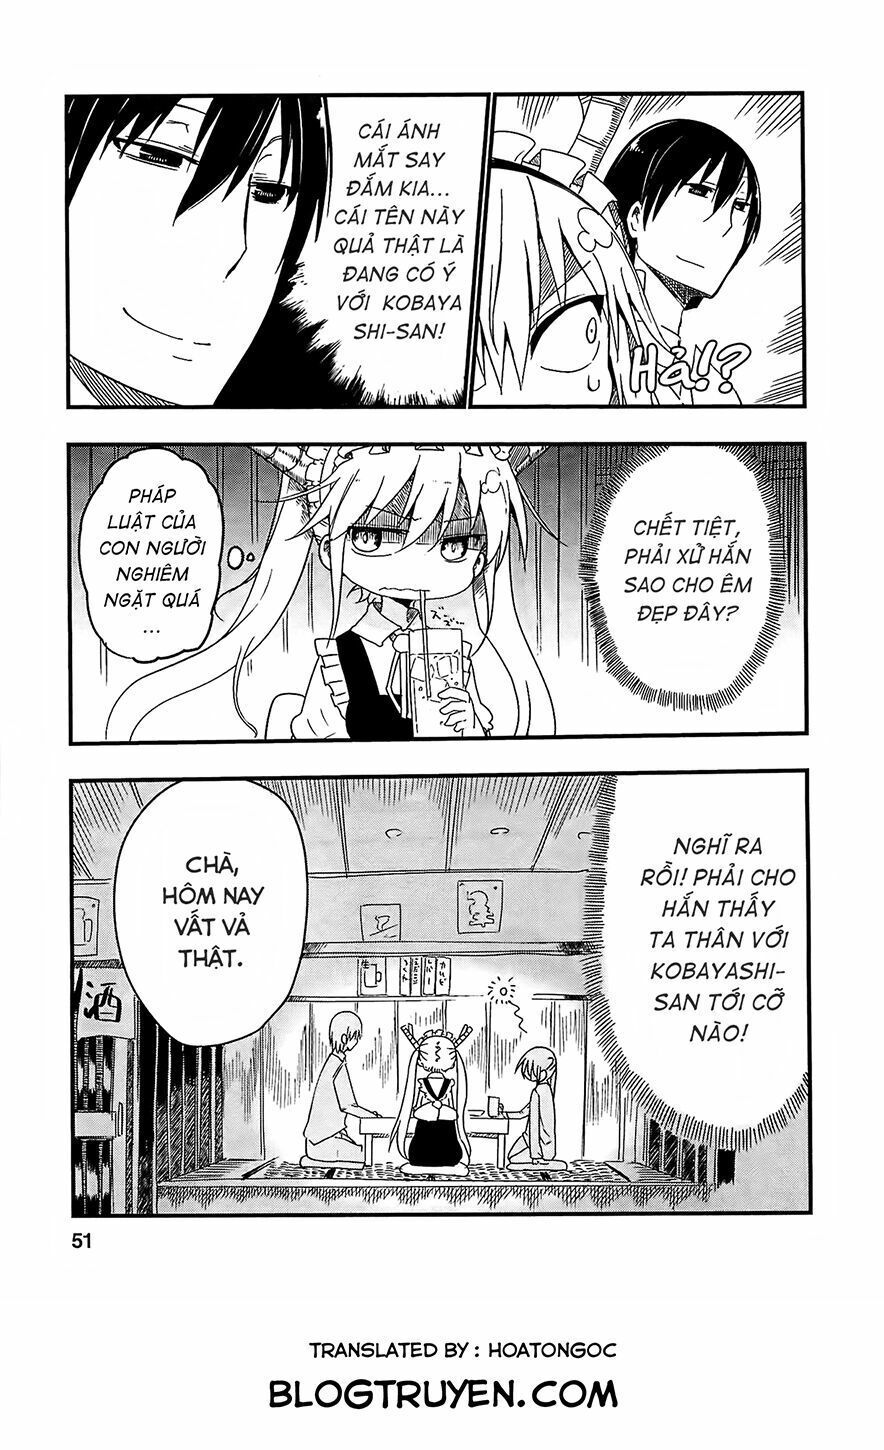 Hả!?
CÁI ÁNH
MẮT SAY
ĐẮM KIA...
CÁI TÊN NÀY
QUẢ THẬT LÀ
ĐANG CÓ Ý
VỚI KOBAYA
SHI-SAN!
CHẾT TIỆT,
PHẢI XỬ HẮN
SAO CHO ÊM
ĐẸP ĐÂY?
PHÁP
LUẬT CỦA
CON NGƯỜI
NGHIÊM
NGẶT QUÁ
...
NGHĨ RA
RỒI! PHẢI CHO
HẮN THẤY
TA THÂN VỚI
KOBAYASHI-
SAN TỚI CỠ
NÀO!
CHÀ,
HÔM NAY
VẤT VẢ
THẬT.
酒
51
TRANSLATED BY : HOATONGOC
BLOGTRUYEN.COM